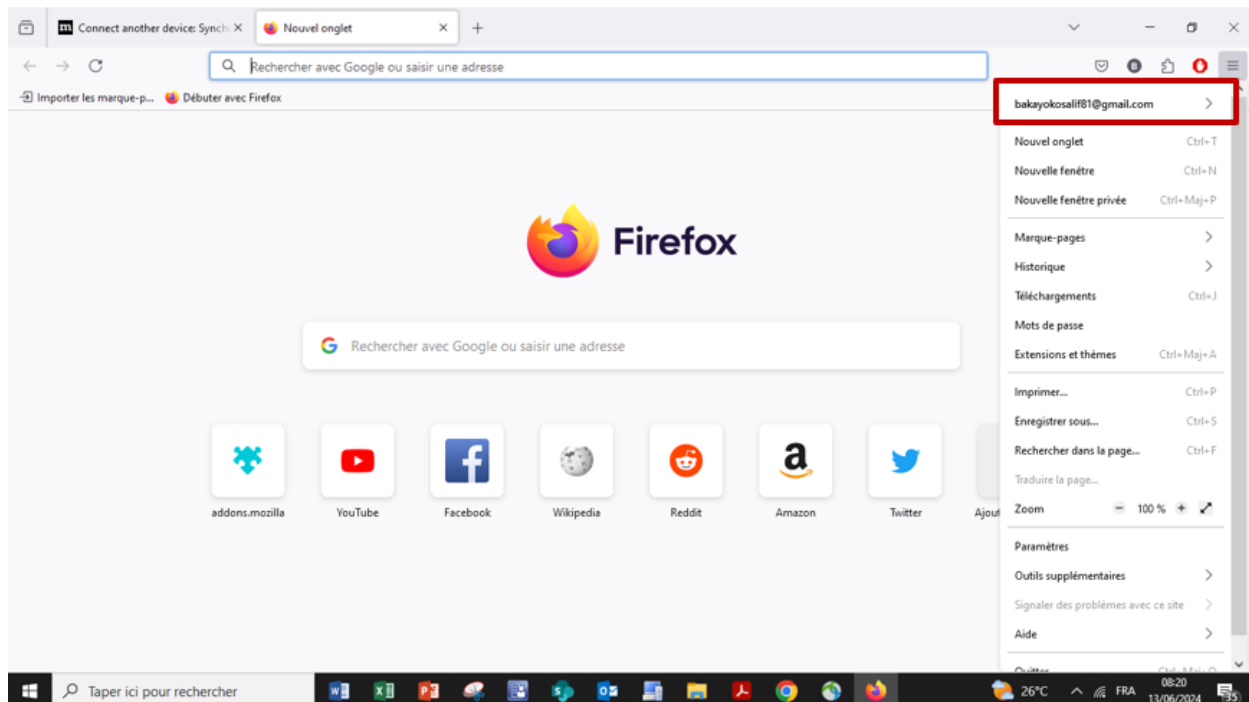 Connect another device: Synch
Nouvel onglet
Rechercher avec Google ou saisir une adresse
Importer les marque-p...
Débuter avec Firefox
bakayokosalif81@gmail.com
Nouvel onglet Ctrl+T
Nouvelle fenêtre Ctrl+N
Nouvelle fenêtre privée Ctrl+Maj+P
Marque-pages
Historique
Téléchargements Ctrl+J
Mots de passe
Extensions et thèmes Ctrl+Maj+A
Imprimer... Ctrl+P
Enregistrer sous... Ctrl+S
Rechercher dans la page... Ctrl+F
Traduire la page...
Zoom 100 %
Paramètres
Outils supplémentaires
Signaler des problèmes avec ce site
Aide
Quitter Ctrl+Maj+Q
Firefox
Rechercher avec Google ou saisir une adresse
addons.mozilla
YouTube
Facebook
Wikipedia
Reddit
Amazon
Twitter
Ajout
Taper ici pour rechercher
26°C
FRA
08:20
13/06/2024
35